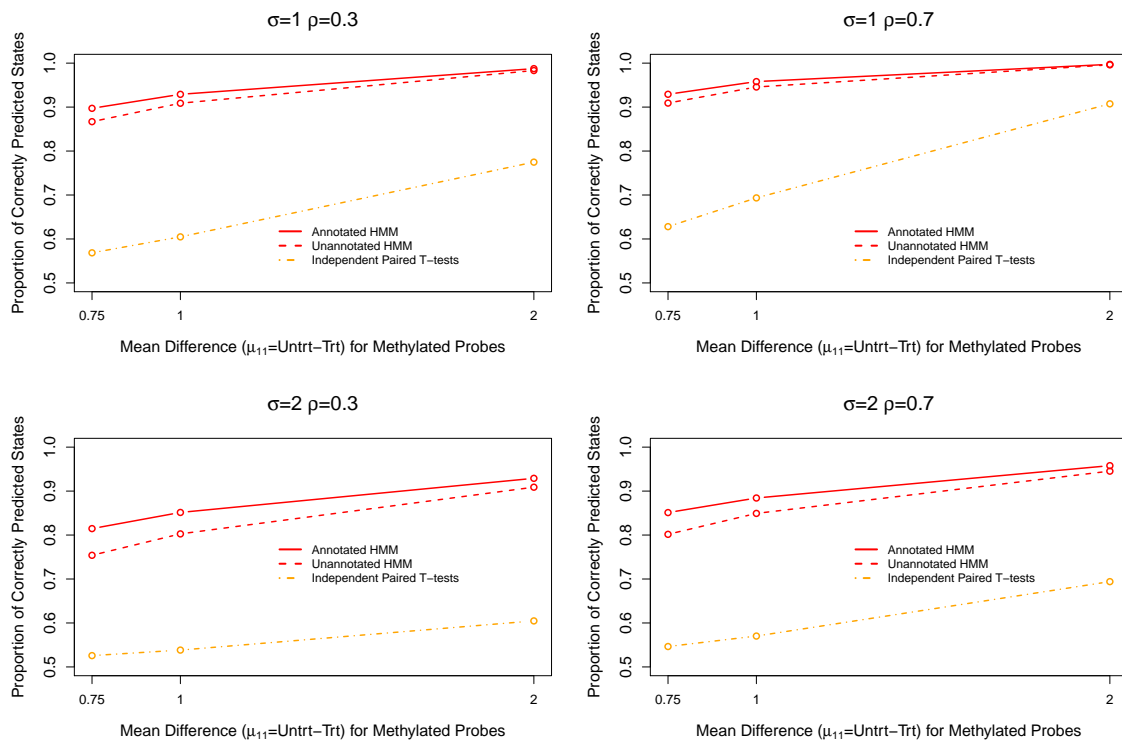 σ=1 ρ=0.3
Proportion of Correctly Predicted States
1.0
0.9
0.8
0.7
0.6
0.5
Annotated HMM
Unannotated HMM
Independent Paired T−tests
0.75 1 2
Mean Difference (μ₁₁=Untrt−Trt) for Methylated Probes
σ=1 ρ=0.7
Proportion of Correctly Predicted States
1.0
0.9
0.8
0.7
0.6
0.5
Annotated HMM
Unannotated HMM
Independent Paired T−tests
0.75 1 2
Mean Difference (μ₁₁=Untrt−Trt) for Methylated Probes
σ=2 ρ=0.3
Proportion of Correctly Predicted States
1.0
0.9
0.8
0.7
0.6
0.5
Annotated HMM
Unannotated HMM
Independent Paired T−tests
0.75 1 2
Mean Difference (μ₁₁=Untrt−Trt) for Methylated Probes
σ=2 ρ=0.7
Proportion of Correctly Predicted States
1.0
0.9
0.8
0.7
0.6
0.5
Annotated HMM
Unannotated HMM
Independent Paired T−tests
0.75 1 2
Mean Difference (μ₁₁=Untrt−Trt) for Methylated Probes